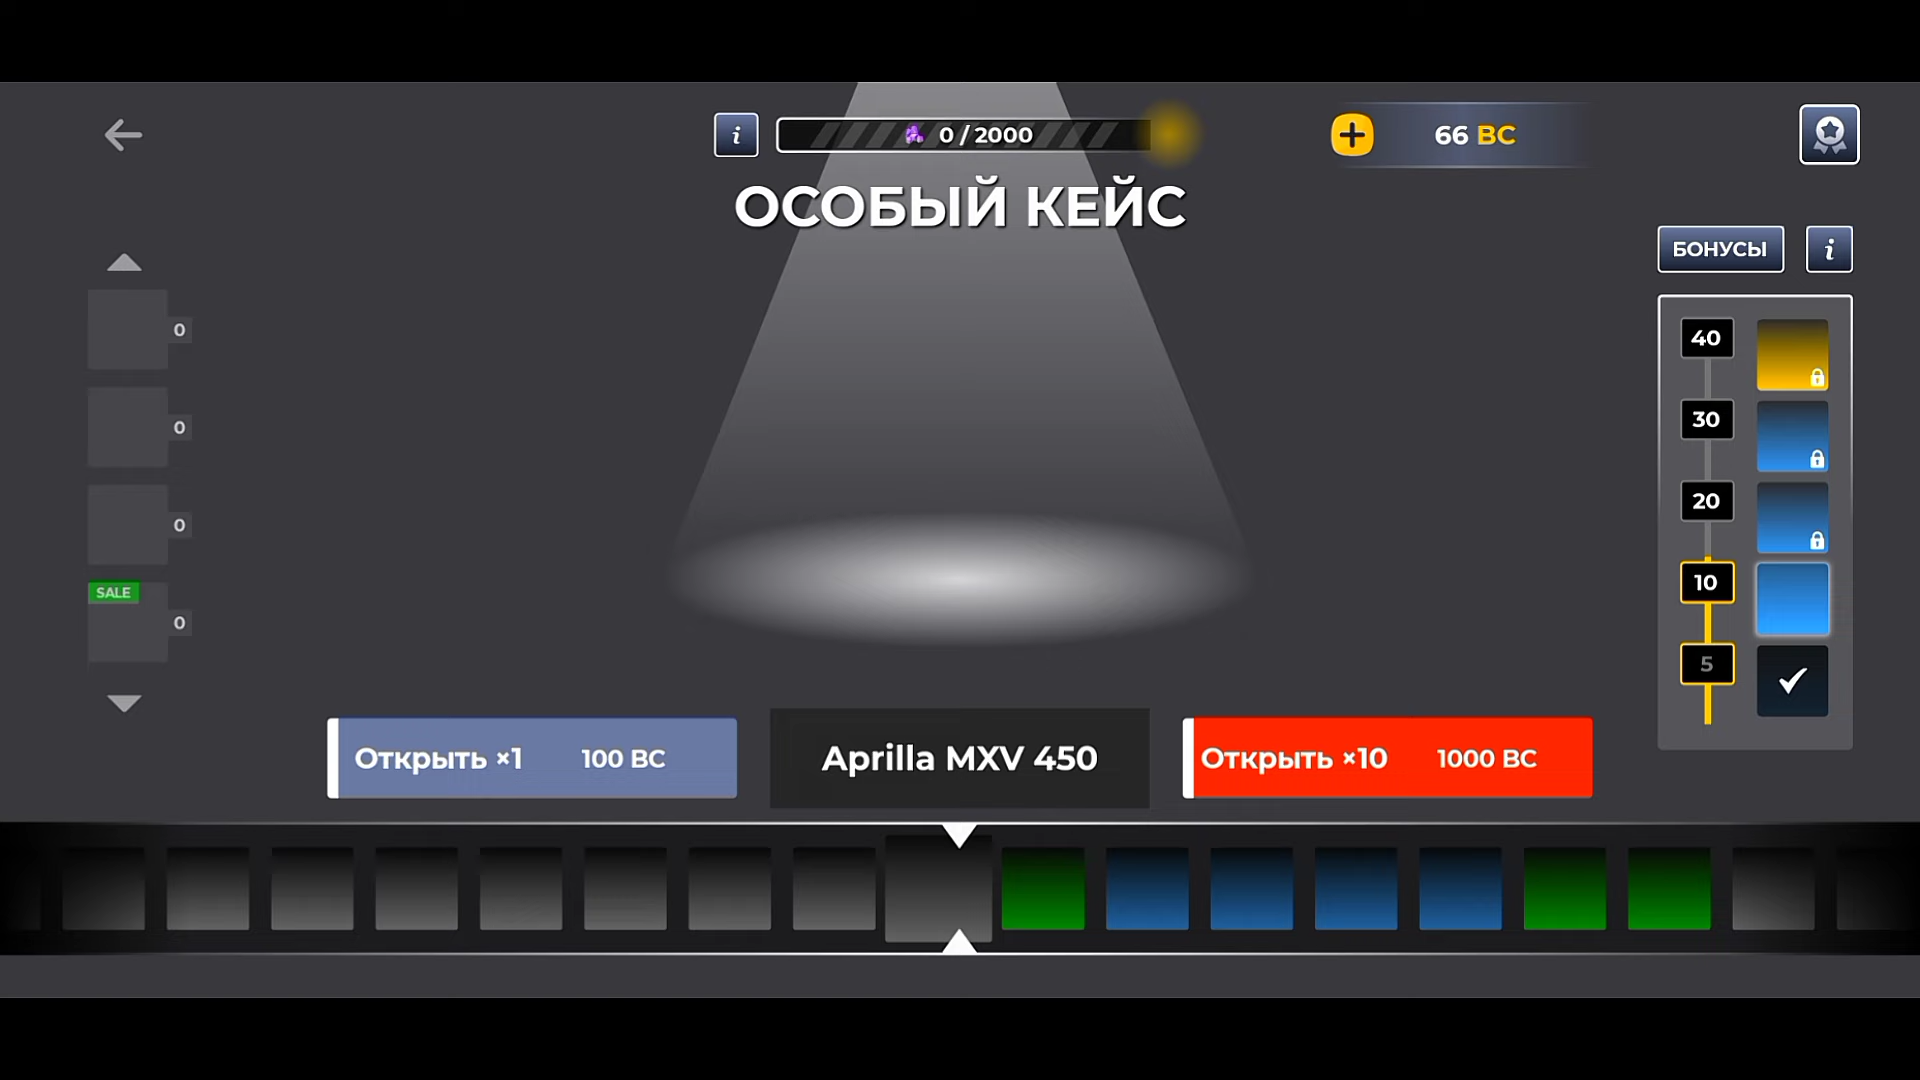 i
0 / 2000
66 BC
ОСОБЫЙ КЕЙС
БОНУСЫ
i
0
0
0
SALE
0
40
30
20
10
5
Открыть ×1 100 BC
Aprilla MXV 450
Открыть ×10 1000 BC